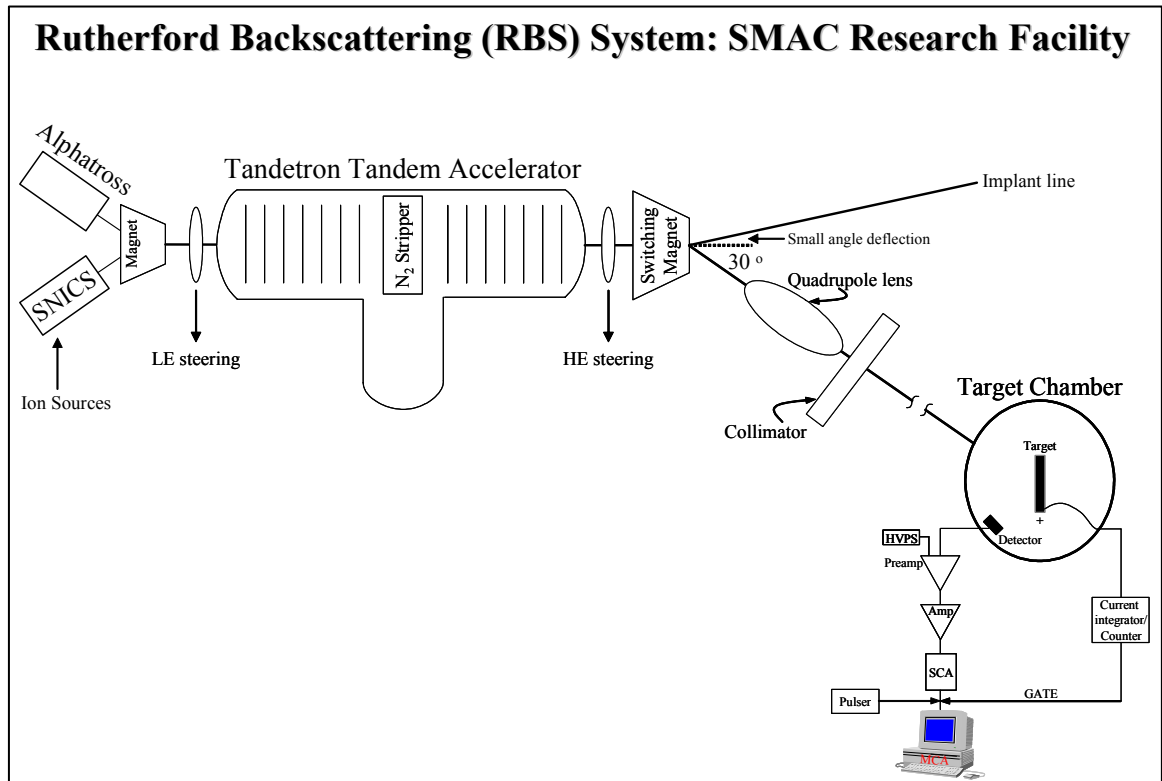 Rutherford Backscattering (RBS) System: SMAC Research Facility
Alphatross
Tandetron Tandem Accelerator
Implant line
Magnet
N₂ Stripper
Switching
Magnet
Small angle deflection
30 o
SNICS
Quadrupole lens
LE steering
HE steering
Ion Sources
Target Chamber
Collimator
Target
+
Detector
HVPS
Preamp
Amp
Current
integrator/
Counter
SCA
GATE
Pulser
MCA